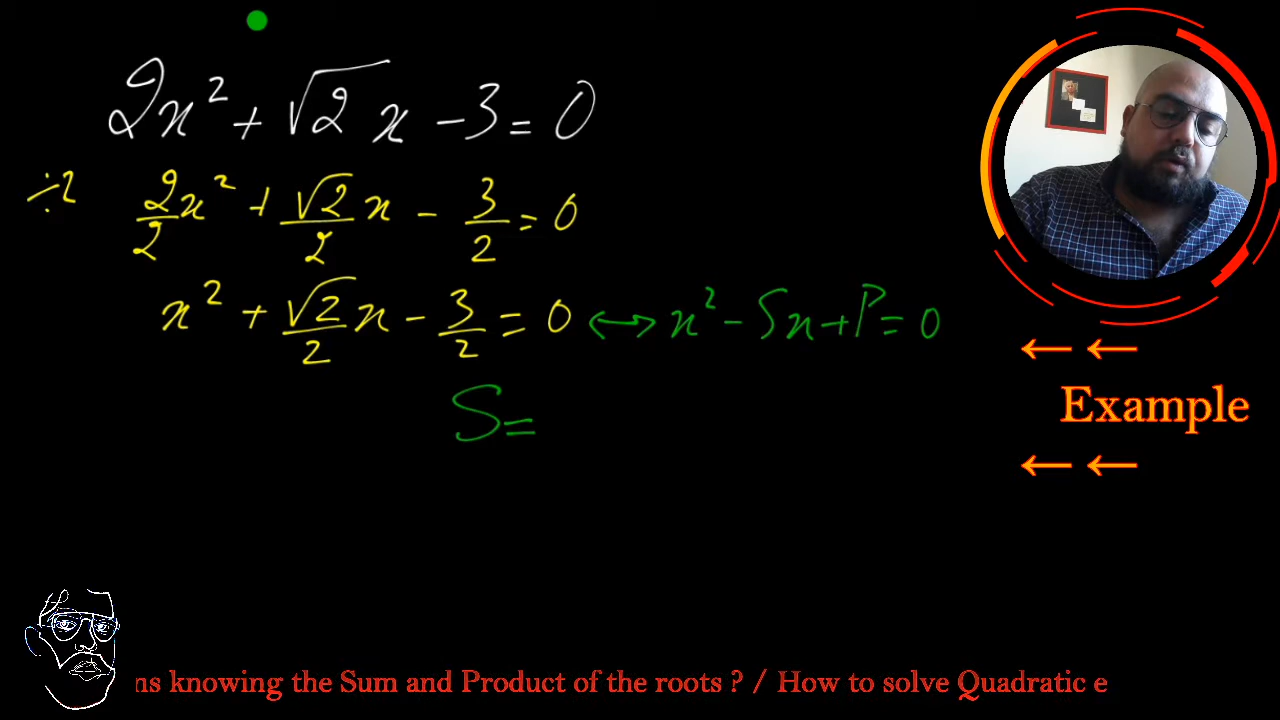 2x² + √2 x - 3 = 0
÷2 2x²/2 + √2/2 x - 3/2 = 0
x² + √2/2 x - 3/2 = 0 ↔ x² - Sx + P = 0
S =
← ←
Example
← ←
ns knowing the Sum and Product of the roots ? / How to solve Quadratic e